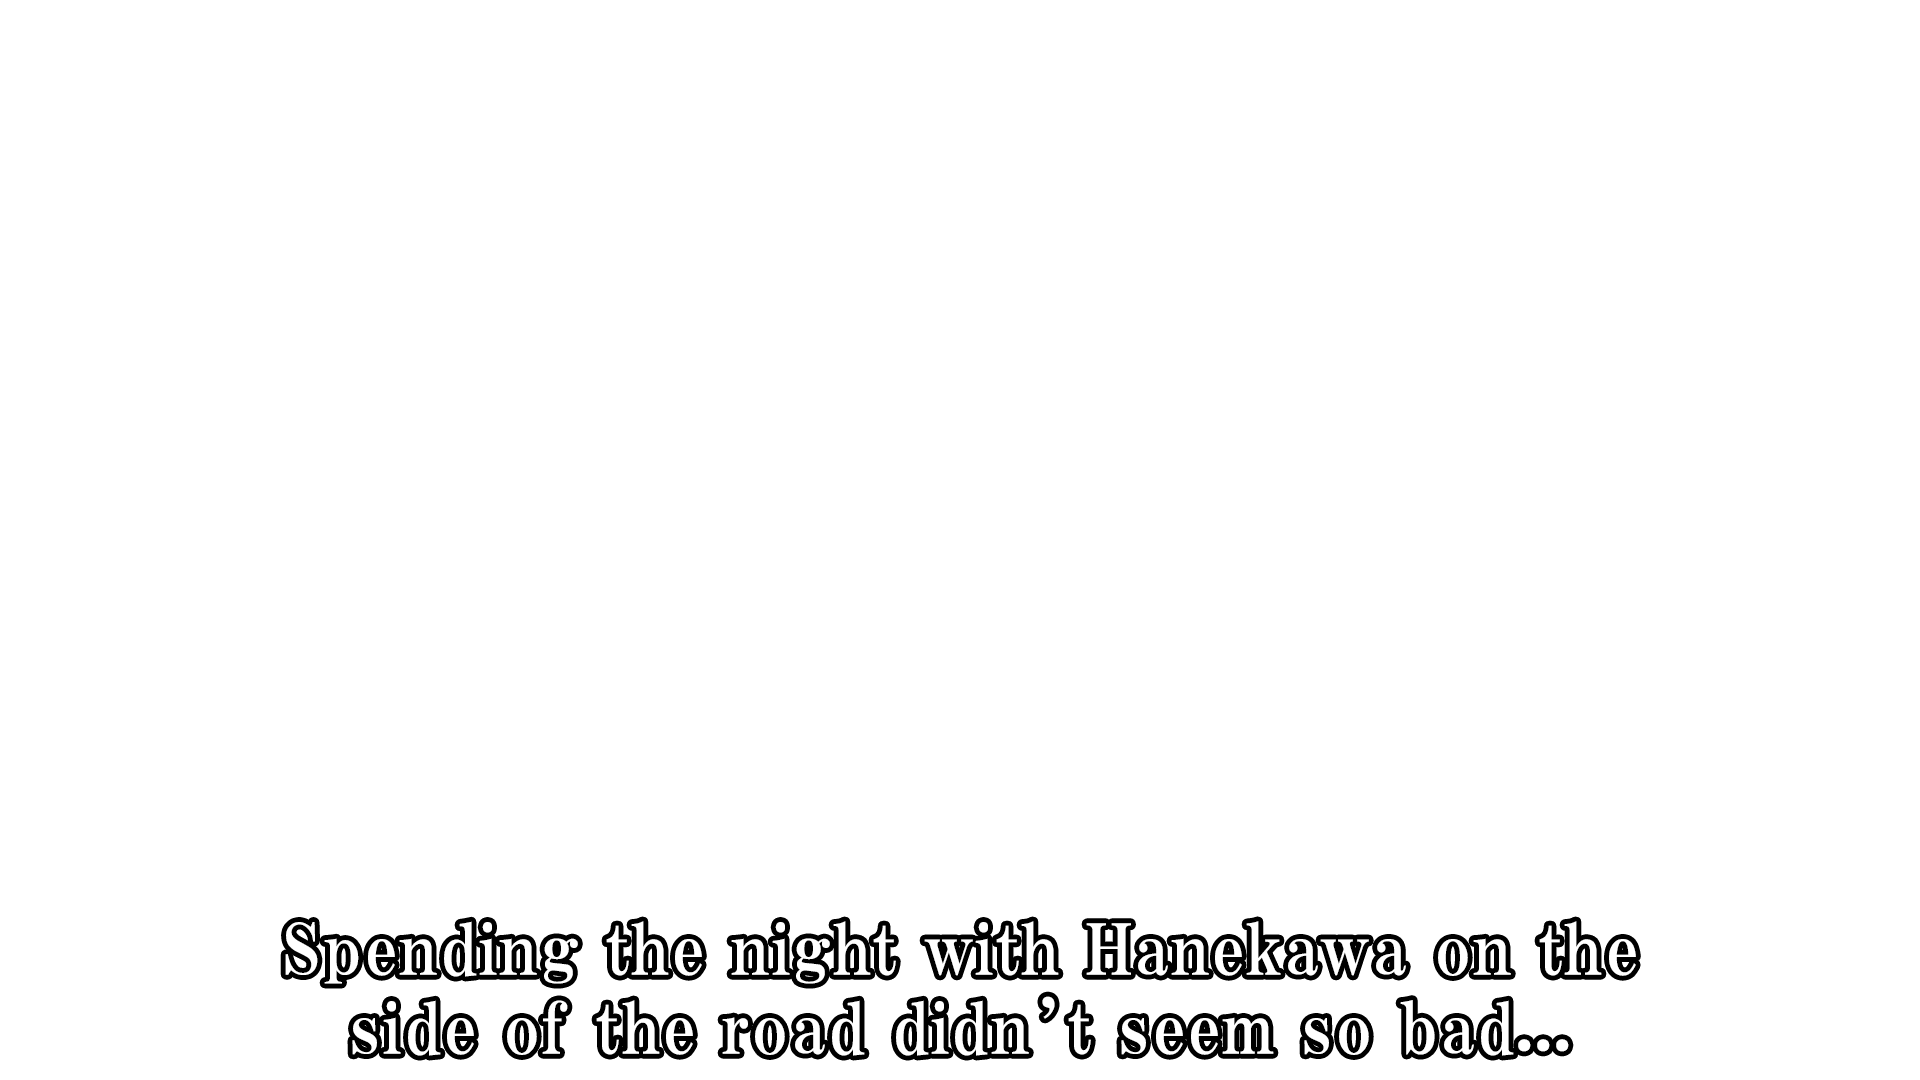 Spending the night with Hanekawa on the
side of the road didn’t seem so bad...